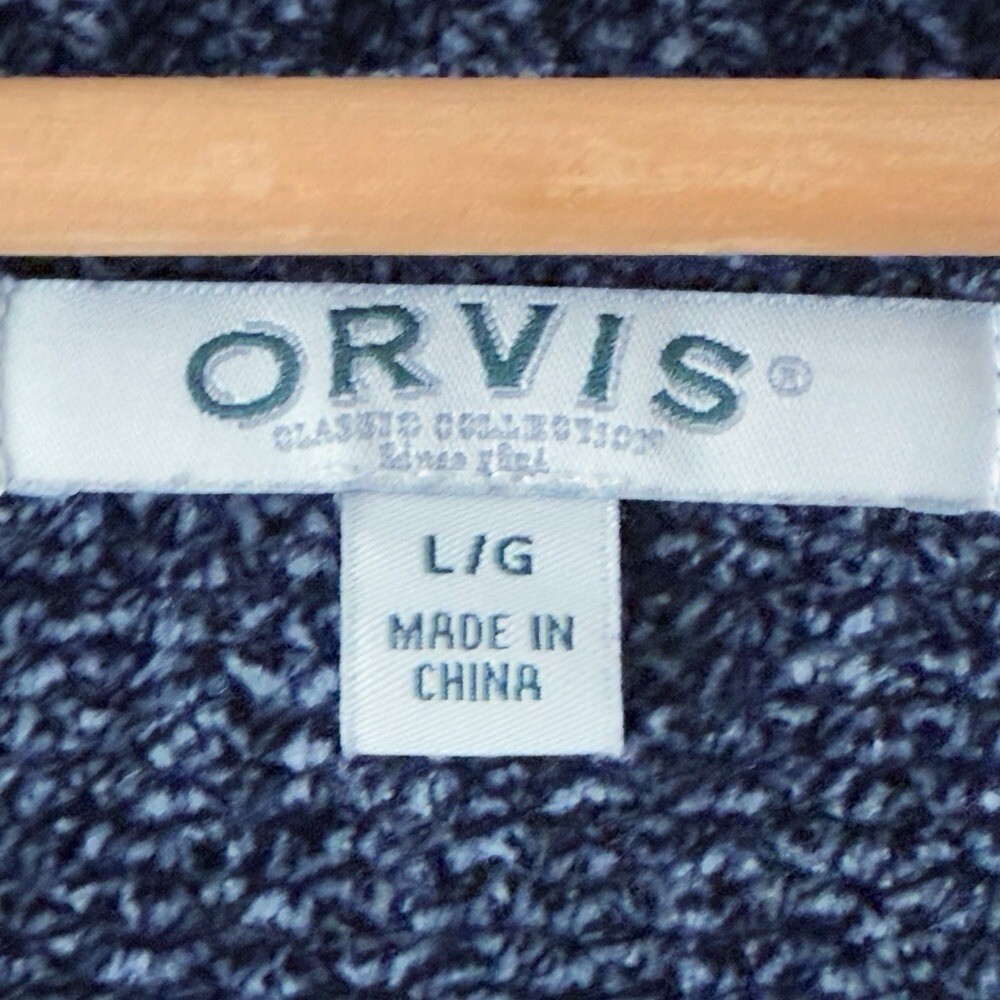 ORVIS®
CLASSIC COLLECTION
L/G
MADE IN
CHINA